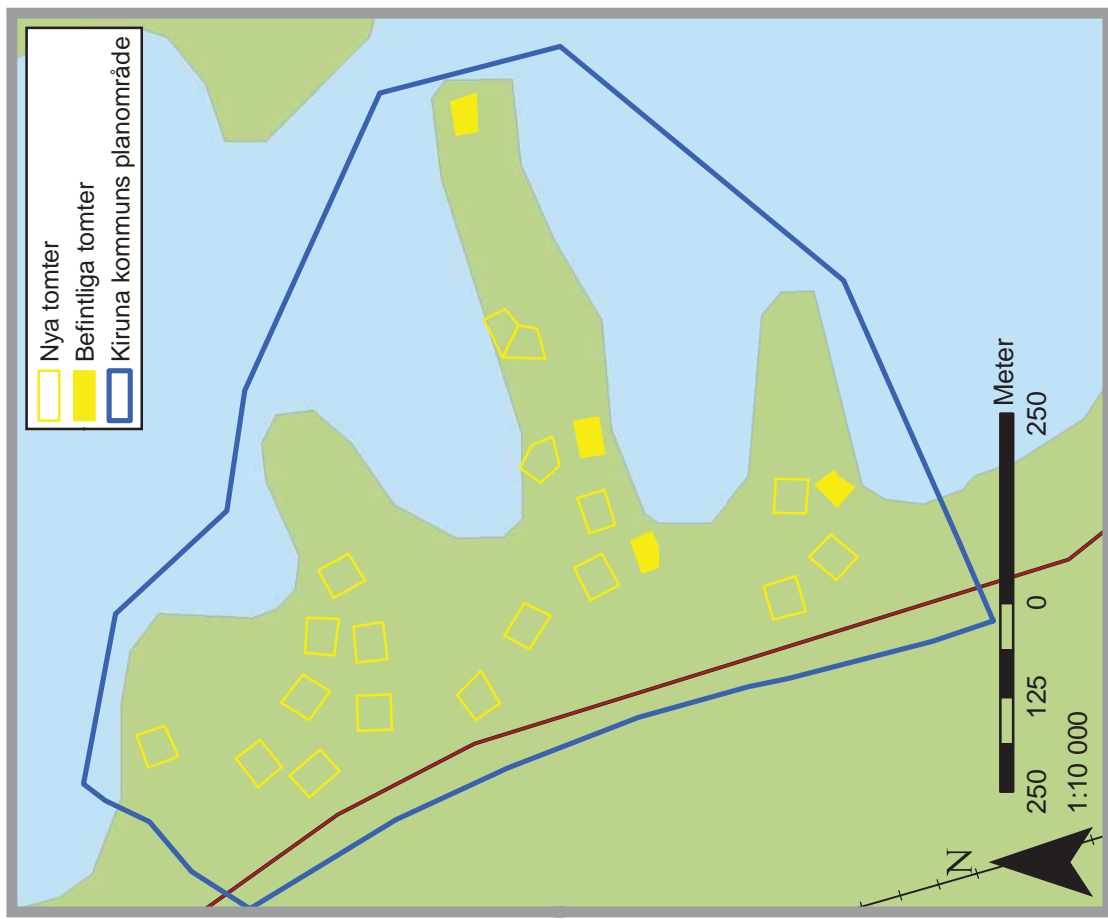 Nya tomter
Befintliga tomter
Kiruna kommuns planområde
Meter
250 125 0 250
1:10 000
N